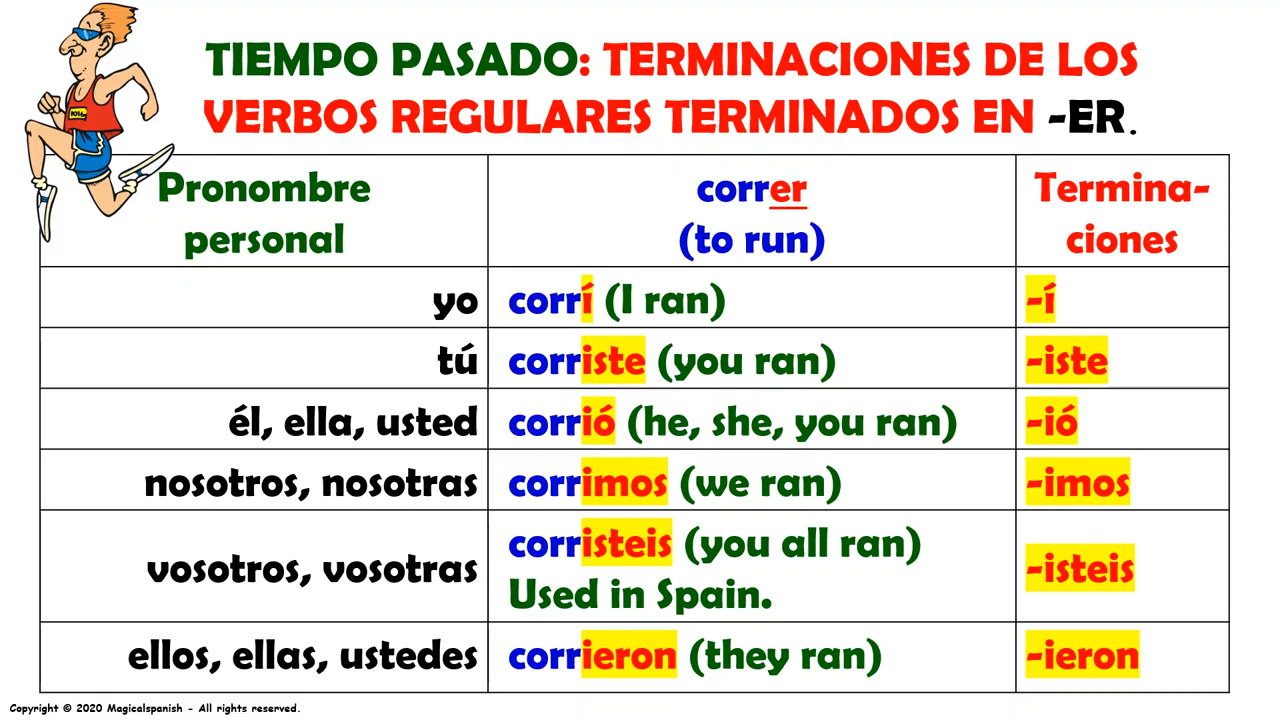 TIEMPO PASADO: TERMINACIONES DE LOS
VERBOS REGULARES TERMINADOS EN -ER.
Pronombre
personal
correr
(to run)
Termina-
ciones
yo
corrí (I ran)
-í
tú
corriste (you ran)
-iste
él, ella, usted
corrió (he, she, you ran)
-ió
nosotros, nosotras
corrimos (we ran)
-imos
vosotros, vosotras
corristeis (you all ran)
Used in Spain.
-isteis
ellos, ellas, ustedes
corrieron (they ran)
-ieron
Copyright © 2020 Magicalspanish - All rights reserved.